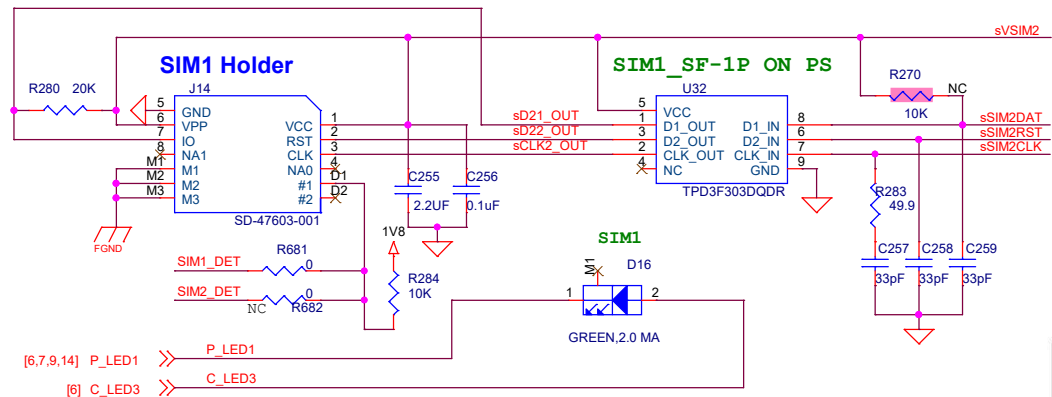 sVSIM2
SIM1 Holder
SIM1_SF-1P ON PS
R280 20K
J14
U32
R270
NC
10K
5 GND
6 VPP
7 IO
8 NA1
M1 M1
M2 M2
M3 M3
VCC 1
RST 2
CLK 3
NA0 4
#1 D1
#2 D2
SD-47603-001
FGND
sD21_OUT
sD22_OUT
sCLK2_OUT
5 VCC
1 D1_OUT
3 D2_OUT
2 CLK_OUT
4 NC
D1_IN 8
D2_IN 6
CLK_IN 7
GND 9
TPD3F303DQDR
sSIM2DAT
sSIM2RST
sSIM2CLK
C255
2.2UF
C256
0.1uF
R283
49.9
C257
33pF
C258
33pF
C259
33pF
SIM1_DET
R681
0
SIM2_DET
NC
0
R682
1V8
R284
10K
SIM1
M1
D16
1
2
GREEN,2.0 MA
[6,7,9,14] P_LED1
P_LED1
[6] C_LED3
C_LED3